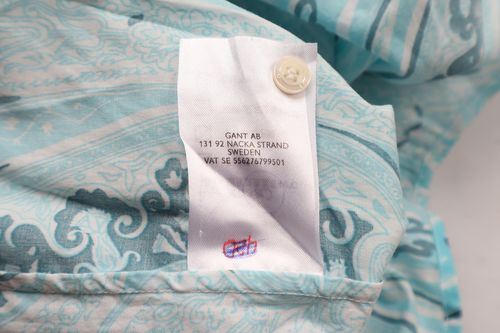 GANT AB
131 92 NACKA STRAND
SWEDEN
VAT SE 556276799501